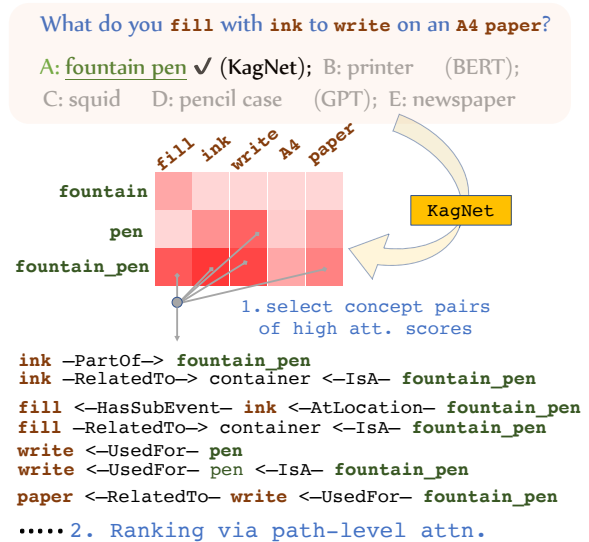 What do you fill with ink to write on an A4 paper?
A: fountain pen ✔ (KagNet); B: printer (BERT);
C: squid D: pencil case (GPT); E: newspaper
fill ink write A4 paper
fountain
pen
fountain_pen
KagNet
1.select concept pairs
of high att. scores
ink —PartOf—> fountain_pen
ink —RelatedTo—> container <—IsA— fountain_pen
fill <—HasSubEvent— ink <—AtLocation— fountain_pen
fill —RelatedTo—> container <—IsA— fountain_pen
write <—UsedFor— pen
write <—UsedFor— pen <—IsA— fountain_pen
paper <—RelatedTo— write <—UsedFor— fountain_pen
..... 2. Ranking via path-level attn.